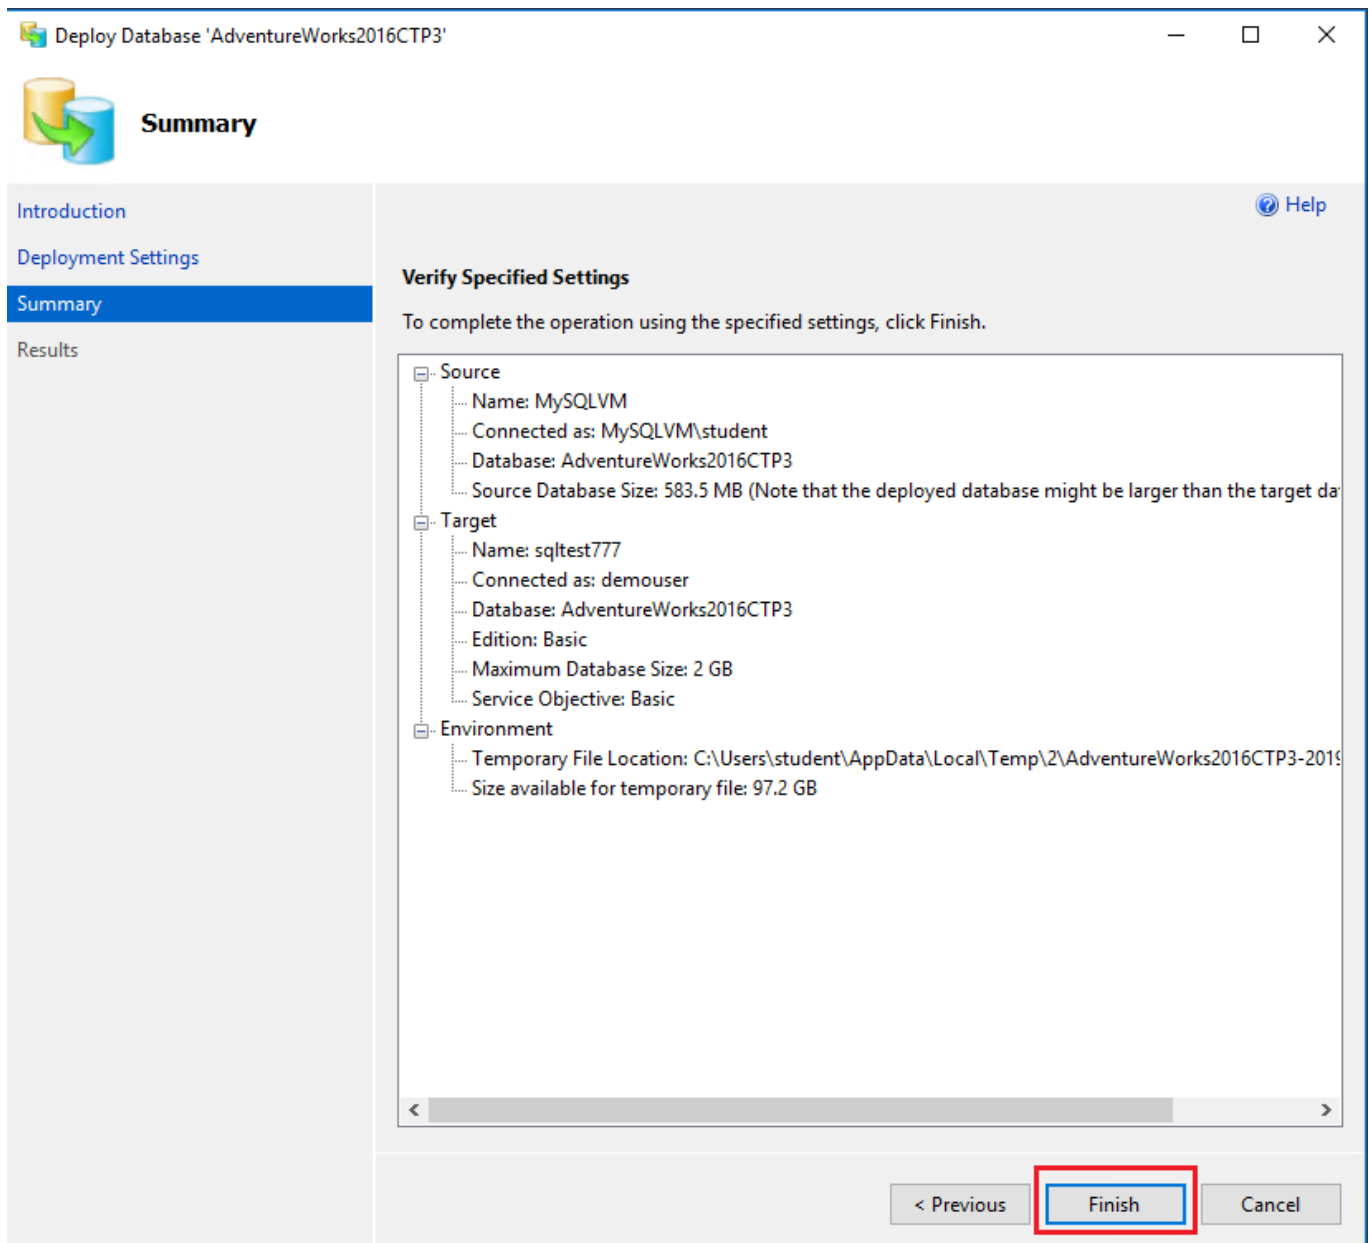 Deploy Database 'AdventureWorks2016CTP3'
Summary
Introduction
Deployment Settings
Summary
Results
Help
Verify Specified Settings
To complete the operation using the specified settings, click Finish.
Source
Name: MySQLVM
Connected as: MySQLVM\student
Database: AdventureWorks2016CTP3
Source Database Size: 583.5 MB (Note that the deployed database might be larger than the target da
Target
Name: sqltest777
Connected as: demouser
Database: AdventureWorks2016CTP3
Edition: Basic
Maximum Database Size: 2 GB
Service Objective: Basic
Environment
Temporary File Location: C:\Users\student\AppData\Local\Temp\2\AdventureWorks2016CTP3-2019
Size available for temporary file: 97.2 GB
< Previous
Finish
Cancel